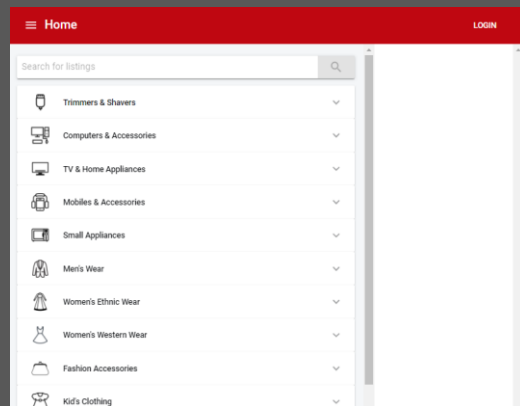 Home
LOGIN
Search for listings
Trimmers & Shavers
Computers & Accessories
TV & Home Appliances
Mobiles & Accessories
Small Appliances
Men's Wear
Women's Ethnic Wear
Women's Western Wear
Fashion Accessories
Kid's Clothing